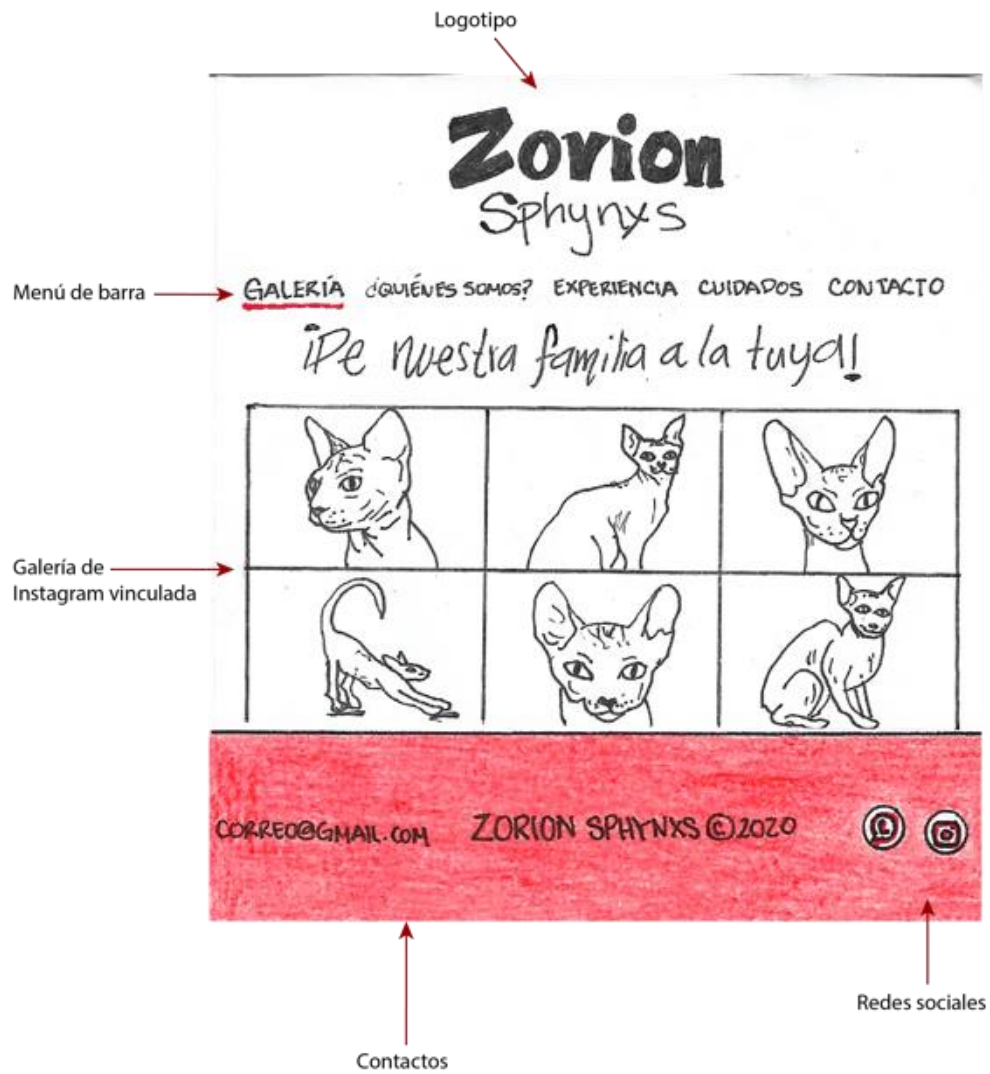 Logotipo
Zorion
Sphynxs
Menú de barra
GALERÍA ¿QUIÉNES SOMOS? EXPERIENCIA CUIDADOS CONTACTO
¡De nuestra familia a la tuya!
Galería de
Instagram vinculada
CORREO@GMAIL.COM ZORION SPHYNXS © 2020
Redes sociales
Contactos